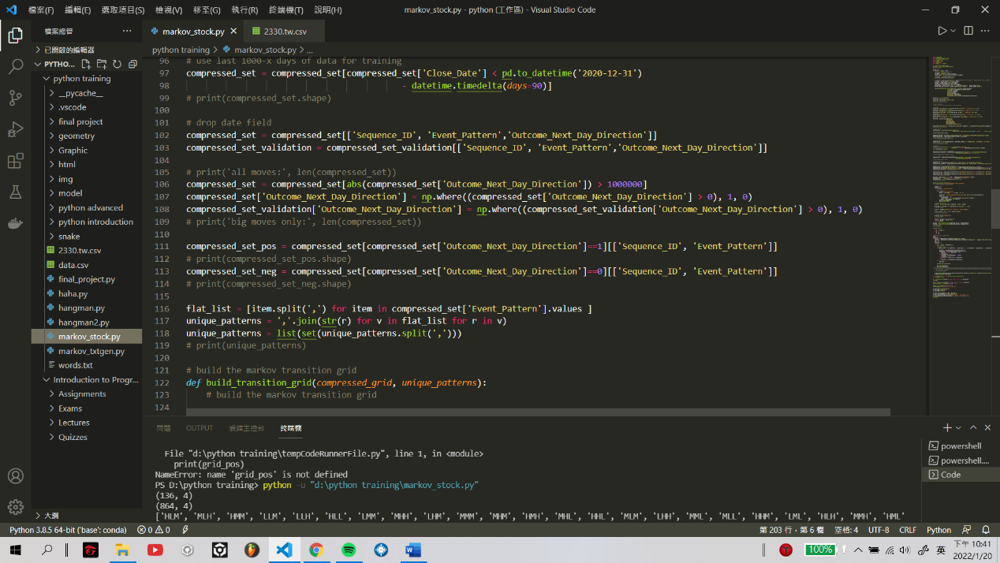 檔案(F) 編輯(E) 選取項目(S) 檢視(V) 移至(G) 執行(R) 終端機(T) 說明(H) markov_stock.py - python (工作區) - Visual Studio Code
檔案總管 ... markov_stock.py 2330.tw.csv
已開啟的編輯器
python training > markov_stock.py > ...
PYTHO...
python training
__pycache__
.vscode
final project
geometry
Graphic
html
img
model
python advanced
python introduction
snake
2330.tw.csv
data.csv
final_project.py
haha.py
hangman.py
hangman2.py
markov_stock.py
markov_txtgen.py
words.txt
Introduction to Progr...
Assignments
Exams
Lectures
Quizzes
大綱
96 # use last 1000-x days of data for training
97 compressed_set = compressed_set[compressed_set['Close_Date'] < pd.to_datetime('2020-12-31')
98 - datetime.timedelta(days=90)]
99 # print(compressed_set.shape)
100
101 # drop date field
102 compressed_set = compressed_set[['Sequence_ID', 'Event_Pattern','Outcome_Next_Day_Direction']]
103 compressed_set_validation = compressed_set_validation[['Sequence_ID', 'Event_Pattern','Outcome_Next_Day_Direction']]
104
105 # print('all moves:', len(compressed_set))
106 compressed_set = compressed_set[abs(compressed_set['Outcome_Next_Day_Direction']) > 1000000]
107 compressed_set['Outcome_Next_Day_Direction'] = np.where((compressed_set['Outcome_Next_Day_Direction'] > 0), 1, 0)
108 compressed_set_validation['Outcome_Next_Day_Direction'] = np.where((compressed_set_validation['Outcome_Next_Day_Direction'] > 0), 1, 0)
109 # print('big moves only:', len(compressed_set))
110
111 compressed_set_pos = compressed_set[compressed_set['Outcome_Next_Day_Direction']==1][['Sequence_ID', 'Event_Pattern']]
112 # print(compressed_set_pos.shape)
113 compressed_set_neg = compressed_set[compressed_set['Outcome_Next_Day_Direction']==0][['Sequence_ID', 'Event_Pattern']]
114 # print(compressed_set_neg.shape)
115
116 flat_list = [item.split(',') for item in compressed_set['Event_Pattern'].values ]
117 unique_patterns = ','.join(str(r) for v in flat_list for r in v)
118 unique_patterns = list(set(unique_patterns.split(',')))
119 # print(unique_patterns)
120
121 # build the markov transition grid
122 def build_transition_grid(compressed_grid, unique_patterns):
123 # build the markov transition grid
124
問題 OUTPUT 偵錯主控台 終端機
File "d:\python training\tempCodeRunnerFile.py", line 1, in <module>
print(grid_pos)
NameError: name 'grid_pos' is not defined
PS D:\python training> python -u "d:\python training\markov_stock.py"
(136, 4)
(864, 4)
['HLM', 'MLH', 'HMM', 'LLM', 'LLH', 'HLL', 'LMM', 'MHH', 'LHM', 'MMM', 'MHM', 'HMH', 'MHL', 'HHL', 'MLM', 'LHH', 'MML', 'MLL', 'HHM', 'LML', 'HLH', 'MMH', 'HML'
powershell
powershell....
Code
Python 3.8.5 64-bit ('base': conda) 0 0 第 203 行，第 6 欄 空格: 4 UTF-8 CRLF Python
100% 英 下午 10:41
2022/1/20